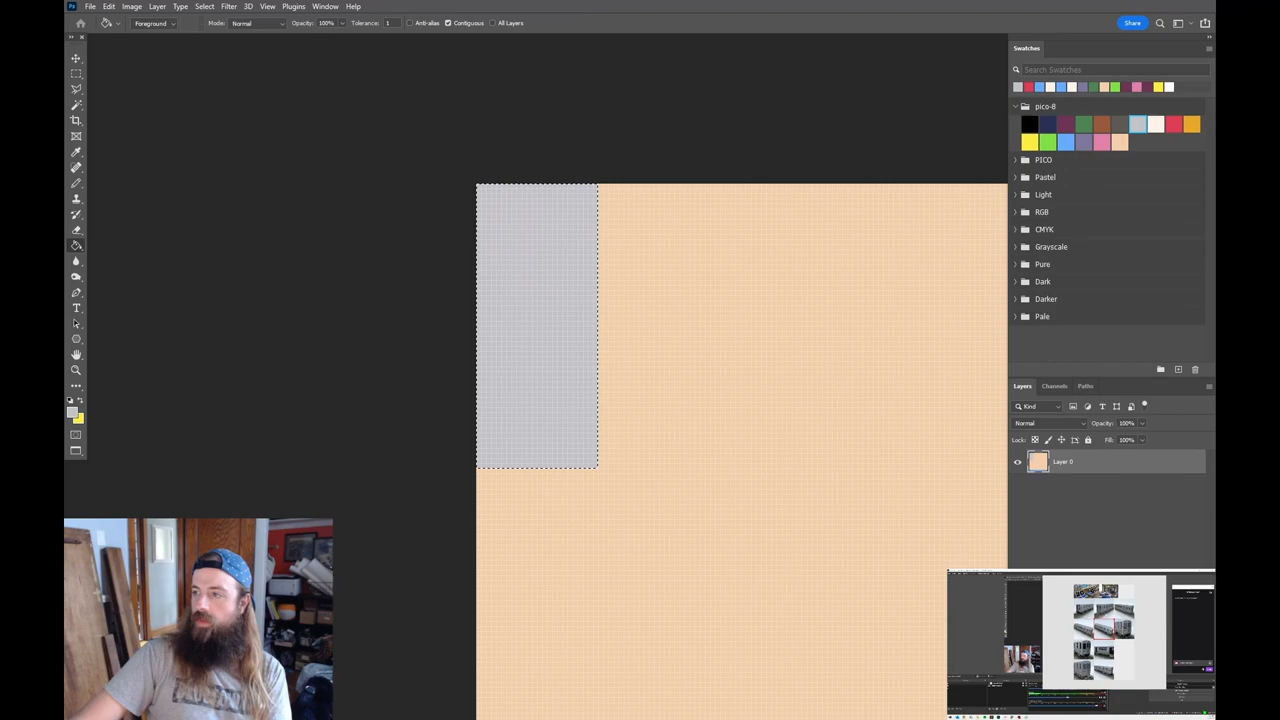 Ps File Edit Image Layer Type Select Filter 3D View Plugins Window Help
Foreground Mode: Normal Opacity: 100% Tolerance: 1 Anti-alias Contiguous All Layers Share
Swatches
Search Swatches
pico-8
PICO
Pastel
Light
RGB
CMYK
Grayscale
Pure
Dark
Darker
Pale
Layers Channels Paths
Kind
Normal Opacity: 100%
Lock: Fill: 100%
Layer 0